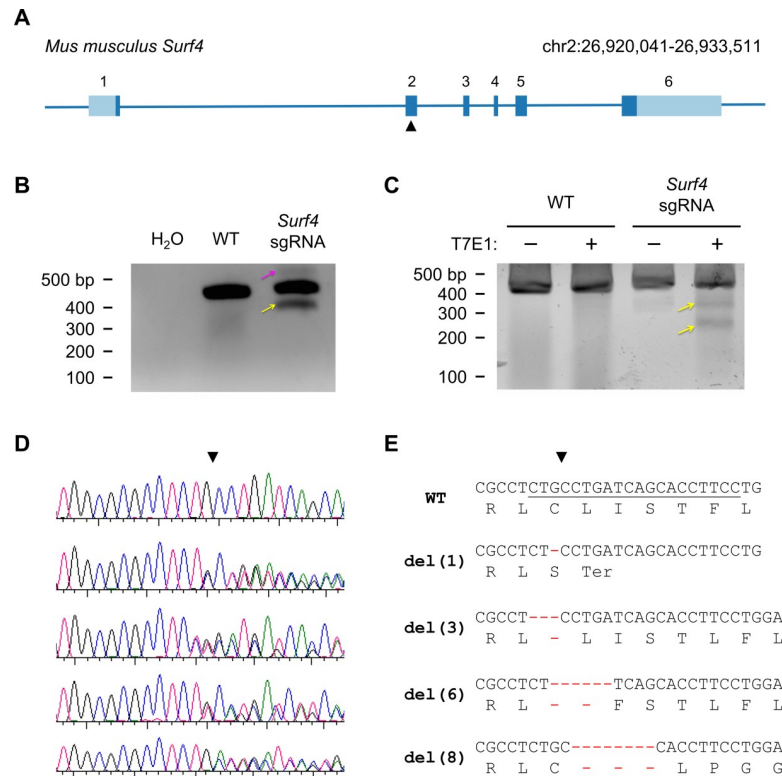 A
Mus musculus Surf4
chr2:26,920,041-26,933,511
1 2 3 4 5 6
B
H₂O WT Surf4 sgRNA
500 bp
400
300
200
100
C
WT Surf4 sgRNA
T7E1: – + – +
500 bp
400
300
200
100
D
E
WT CGCCTCTGCCTGATCAGCACCTTCCTG
R L C L I S T F L
del(1) CGCCTCT-CCTGATCAGCACCTTCCTG
R L S Ter
del(3) CGCCT---CCTGATCAGCACCTTCCTGGA
R L - L I S T L F L
del(6) CGCCTCT------TCAGCACCTTCCTGGA
R L - - F S T L F L
del(8) CGCCTCTGC--------CACCTTCCTGGA
R L C - - - L P G G